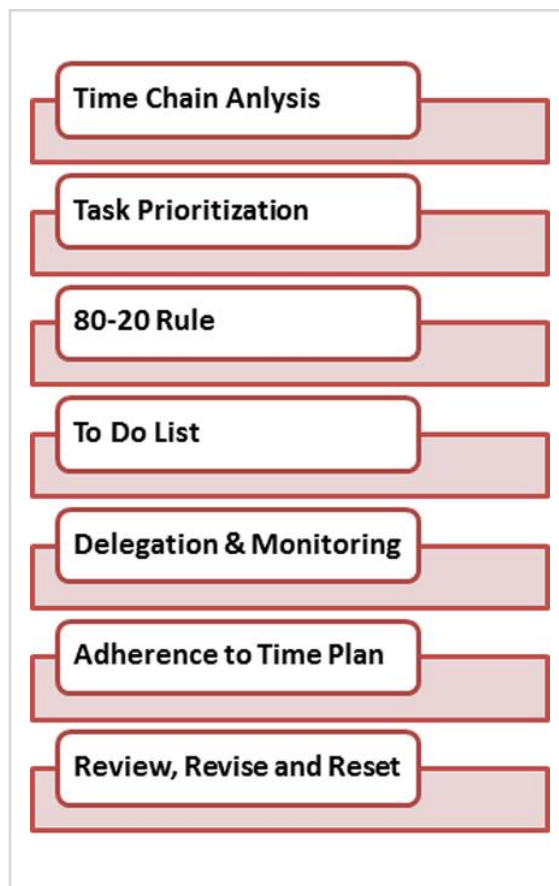 Time Chain Anlysis
Task Prioritization
80-20 Rule
To Do List
Delegation & Monitoring
Adherence to Time Plan
Review, Revise and Reset